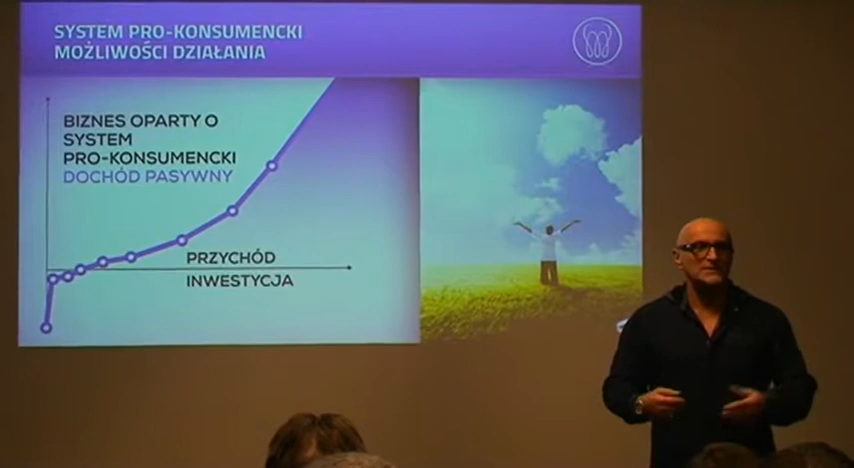 SYSTEM PRO-KONSUMENCKI
MOŻLIWOŚCI DZIAŁANIA
BIZNES OPARTY O
SYSTEM
PRO-KONSUMENCKI
DOCHÓD PASYWNY
PRZYCHÓD
INWESTYCJA